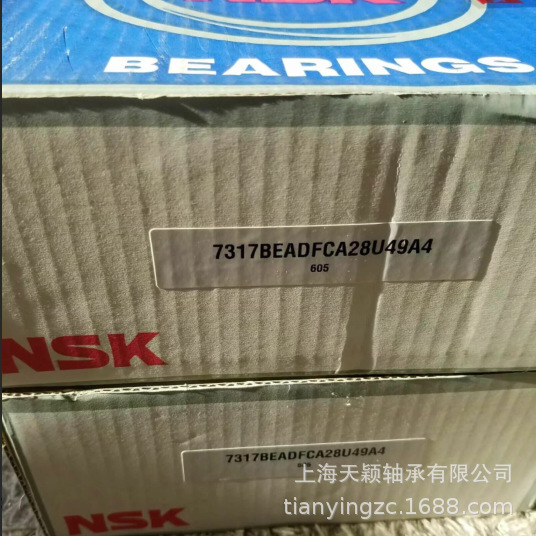 NSK
BEARINGS
7317BEADFCA28U49A4
605
NSK
7317BEADFCA28U49A4
上海天颖轴承有限公司
tianyingzc.1688.com
NSK